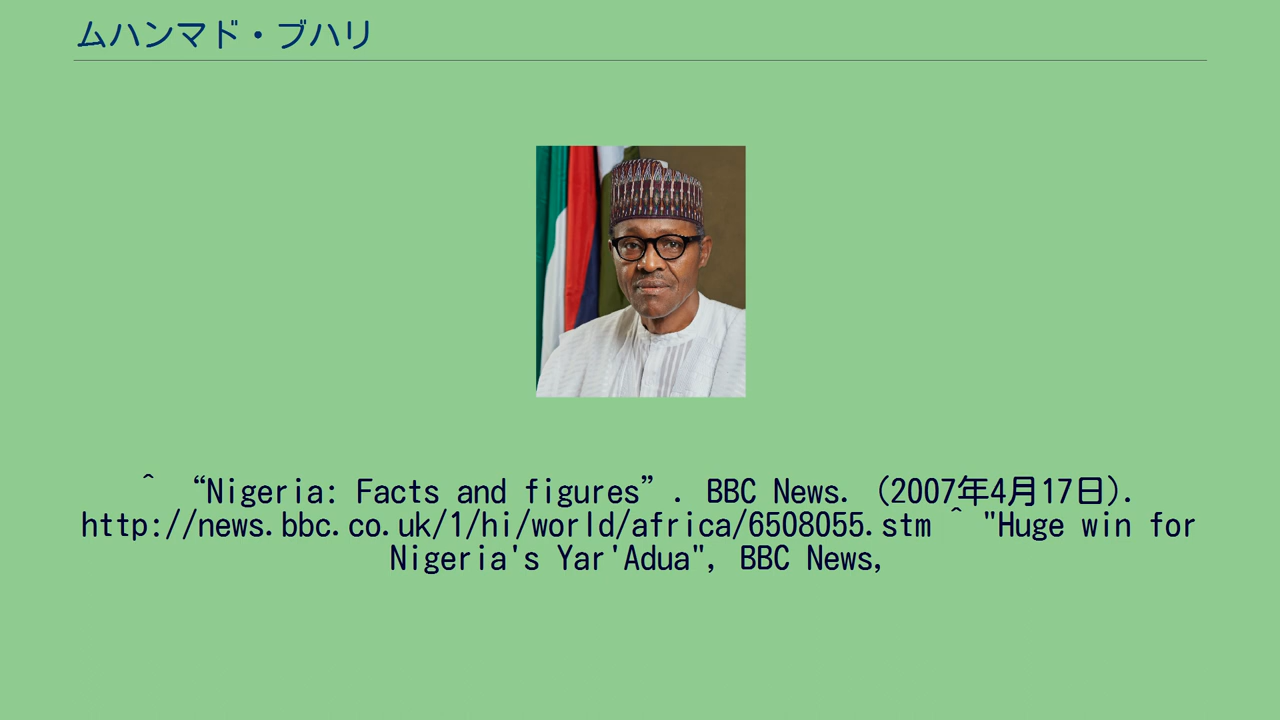 ムハンマド・ブハリ
^ “Nigeria: Facts and figures”. BBC News. (2007年4月17日).
http://news.bbc.co.uk/1/hi/world/africa/6508055.stm ^ "Huge win for
Nigeria's Yar'Adua", BBC News,